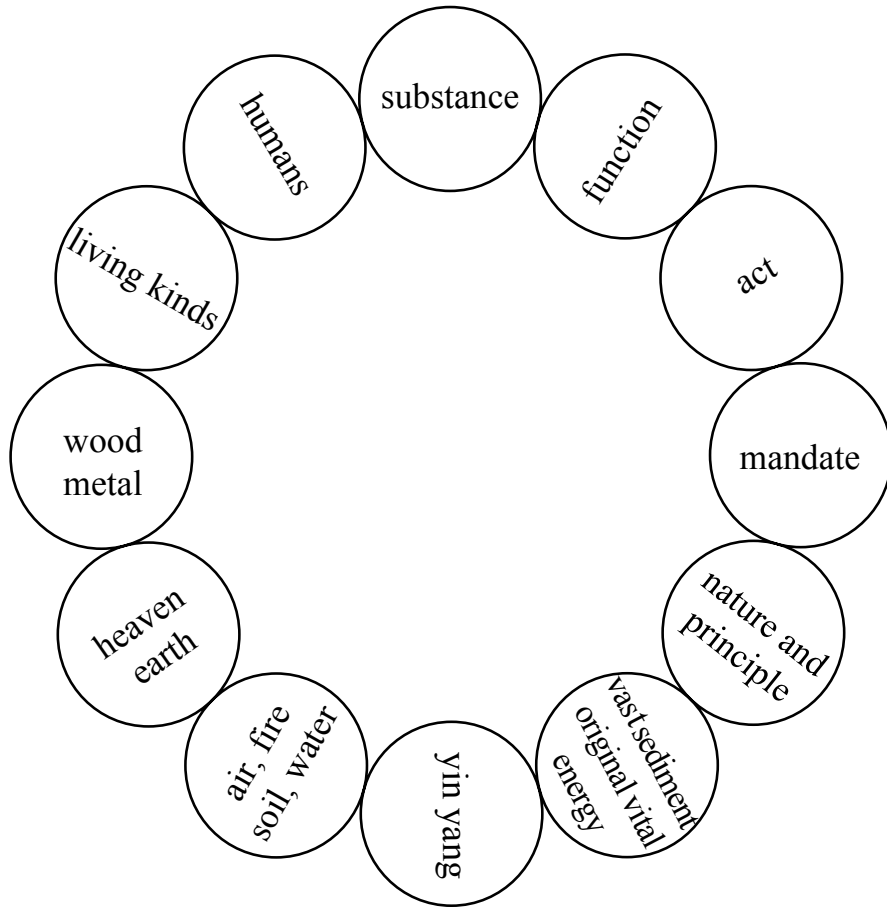 substance
function
act
mandate
nature and
principle
vast sediment
original vital
energy
yin yang
air, fire
soil, water
heaven
earth
wood
metal
living kinds
humans